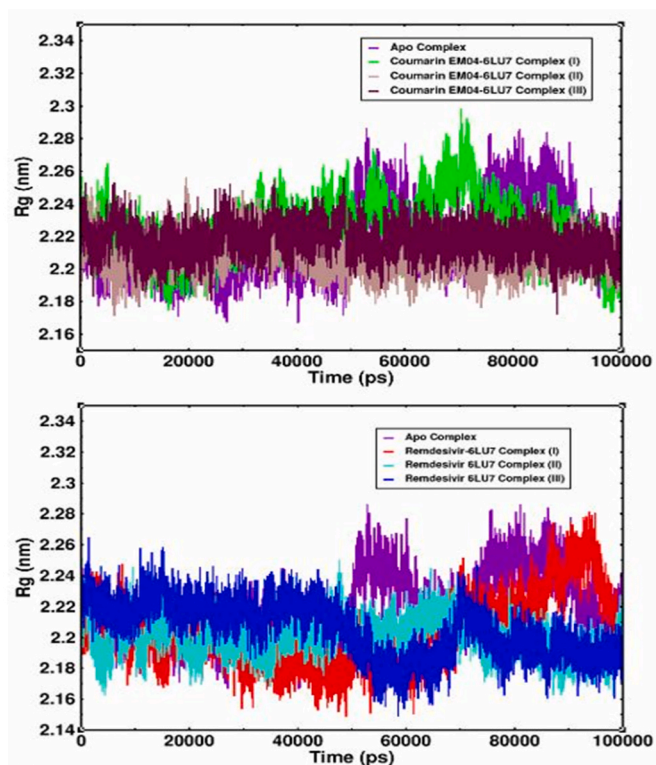 2.34
2.32
2.3
2.28
2.26
2.24
2.22
2.2
2.18
2.16
Rg (nm)
Apo Complex
Coumarin EM04-6LU7 Complex (I)
Coumarin EM04-6LU7 Complex (II)
Coumarin EM04-6LU7 Complex (III)
0 20000 40000 60000 80000 100000
Time (ps)
2.34
2.32
2.3
2.28
2.26
2.24
2.22
2.2
2.18
2.16
2.14
Rg (nm)
Apo Complex
Remdesivir-6LU7 Complex (I)
Remdesivir 6LU7 Complex (II)
Remdesivir 6LU7 Complex (III)
0 20000 40000 60000 80000 100000
Time (ps)